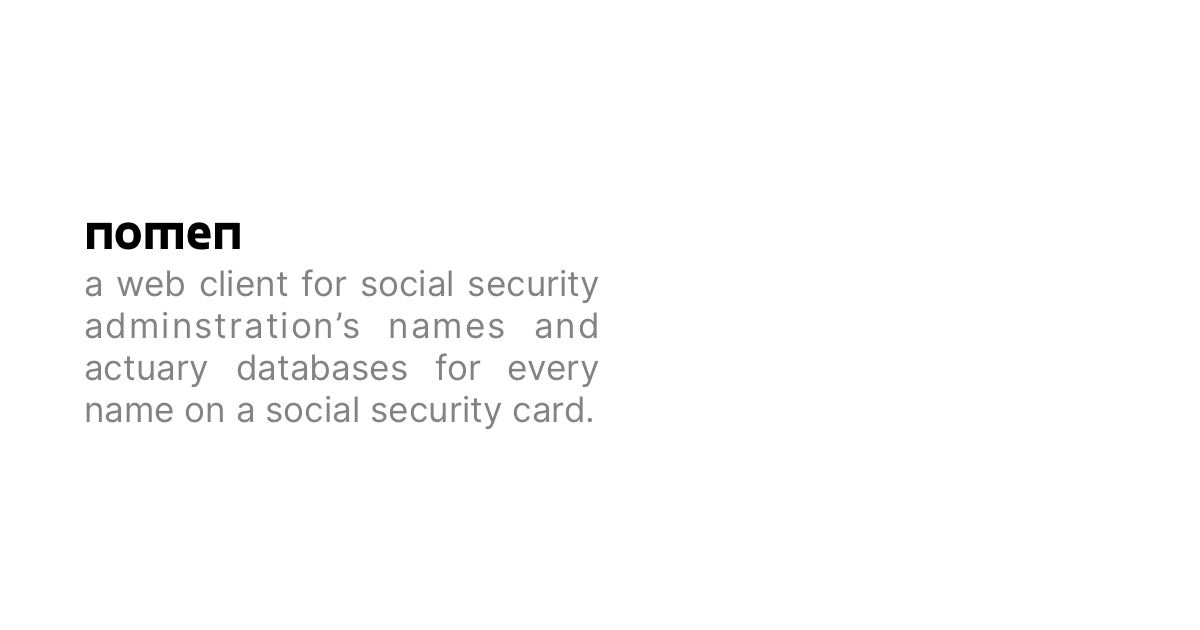 nomen
a web client for social security
adminstration’s names and
actuary databases for every
name on a social security card.